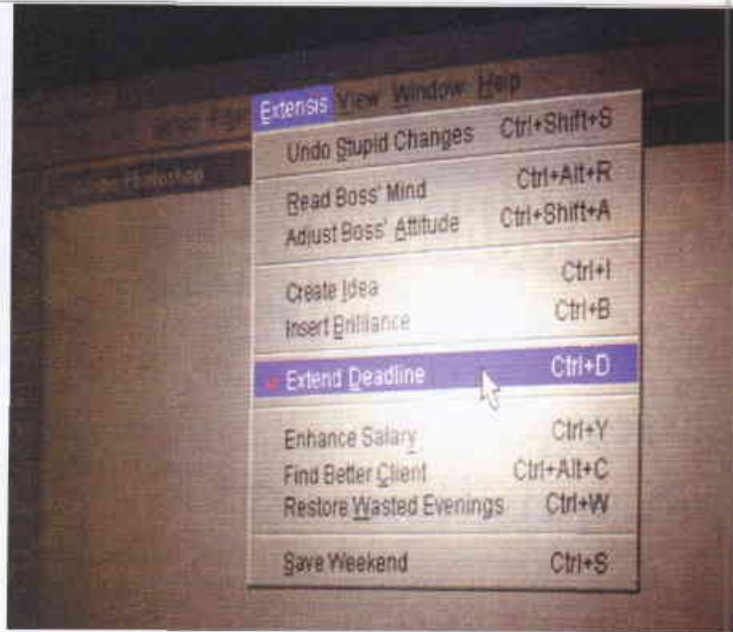 Extensis View Window Help
Photoshop
Undo Stupid Changes Ctrl+Shift+S
Read Boss' Mind Ctrl+Alt+R
Adjust Boss' Attitude Ctrl+Shift+A
Create Idea Ctrl+I
Insert Brilliance Ctrl+B
Extend Deadline Ctrl+D
Enhance Salary Ctrl+Y
Find Better Client Ctrl+Alt+C
Restore Wasted Evenings Ctrl+W
Save Weekend Ctrl+S